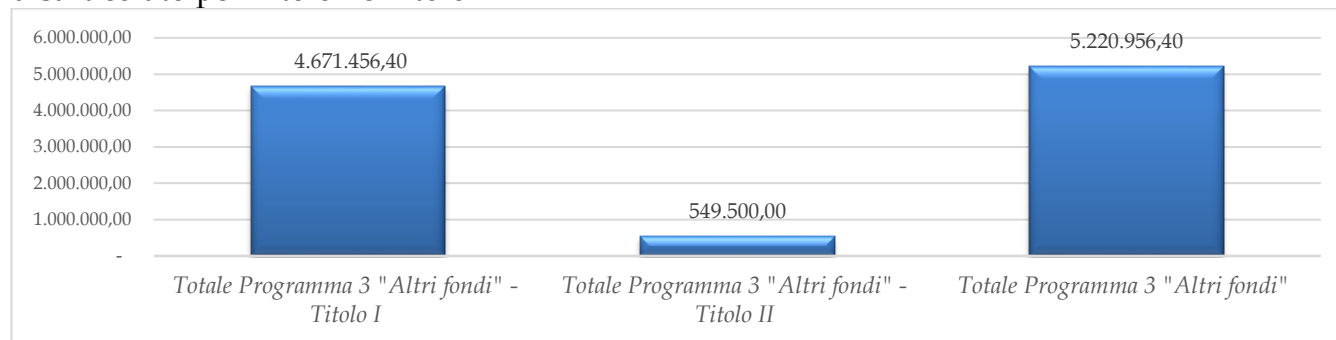 6.000.000,00
5.000.000,00
4.000.000,00
3.000.000,00
2.000.000,00
1.000.000,00
-
4.671.456,40
549.500,00
5.220.956,40
Totale Programma 3 "Altri fondi" -
Titolo I
Totale Programma 3 "Altri fondi" -
Titolo II
Totale Programma 3 "Altri fondi"